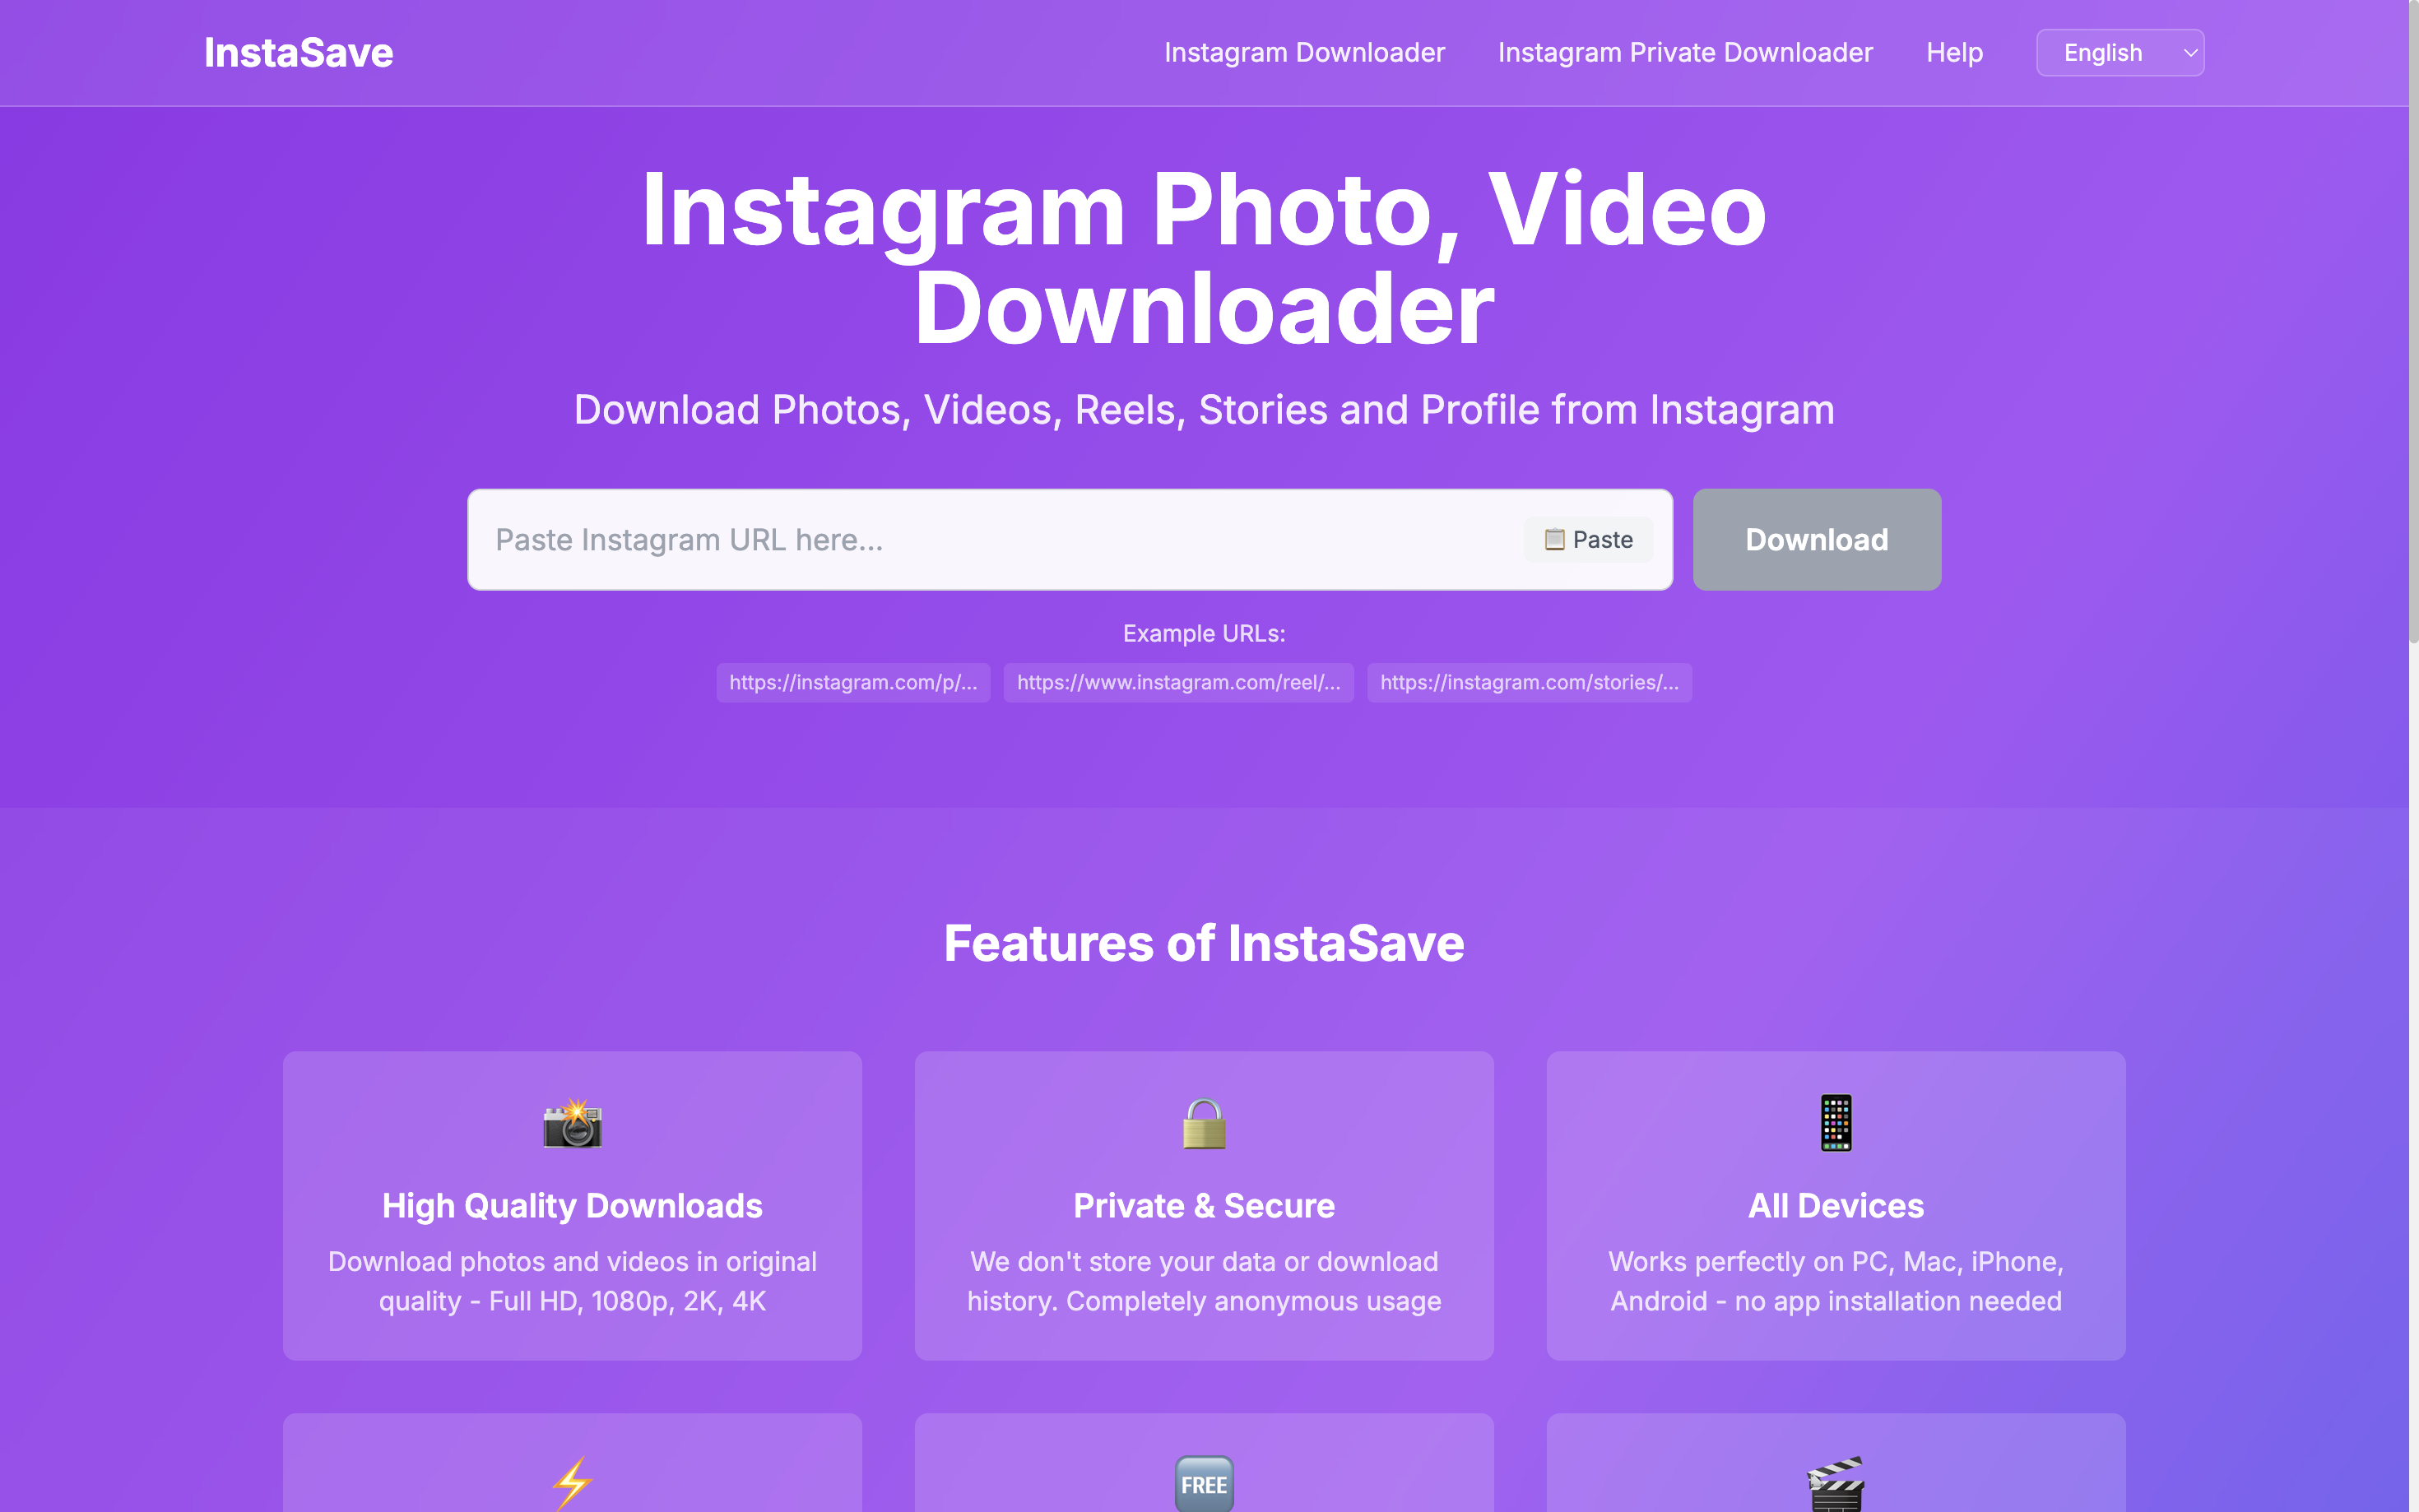 InstaSave
Instagram Downloader
Instagram Private Downloader
Help
English
Instagram Photo, Video
Downloader
Download Photos, Videos, Reels, Stories and Profile from Instagram
Paste Instagram URL here...
📋 Paste
Download
Example URLs:
https://instagram.com/p/...
https://www.instagram.com/reel/...
https://instagram.com/stories/...
Features of InstaSave
High Quality Downloads
Download photos and videos in original
quality - Full HD, 1080p, 2K, 4K
Private & Secure
We don't store your data or download
history. Completely anonymous usage
All Devices
Works perfectly on PC, Mac, iPhone,
Android - no app installation needed
FREE